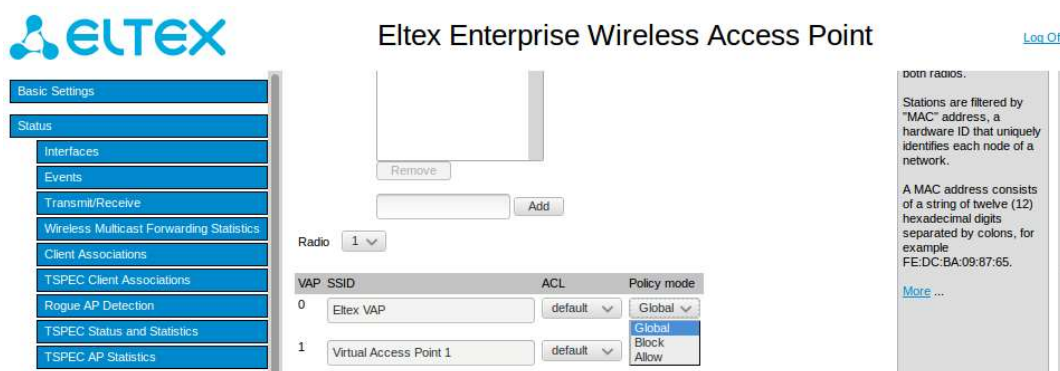 ELTEX
Eltex Enterprise Wireless Access Point
Log Of
Basic Settings
Status
Interfaces
Events
Transmit/Receive
Wireless Multicast Forwarding Statistics
Client Associations
TSPEC Client Associations
Rogue AP Detection
TSPEC Status and Statistics
TSPEC AP Statistics
Remove
Add
Radio 1
VAP SSID ACL Policy mode
0 Eltex VAP default Global
Global
Block
Allow
1 Virtual Access Point 1 default
both radios.
Stations are filtered by
"MAC" address, a
hardware ID that uniquely
identifies each node of a
network.
A MAC address consists
of a string of twelve (12)
hexadecimal digits
separated by colons, for
example
FE:DC:BA:09:87:65.
More ...